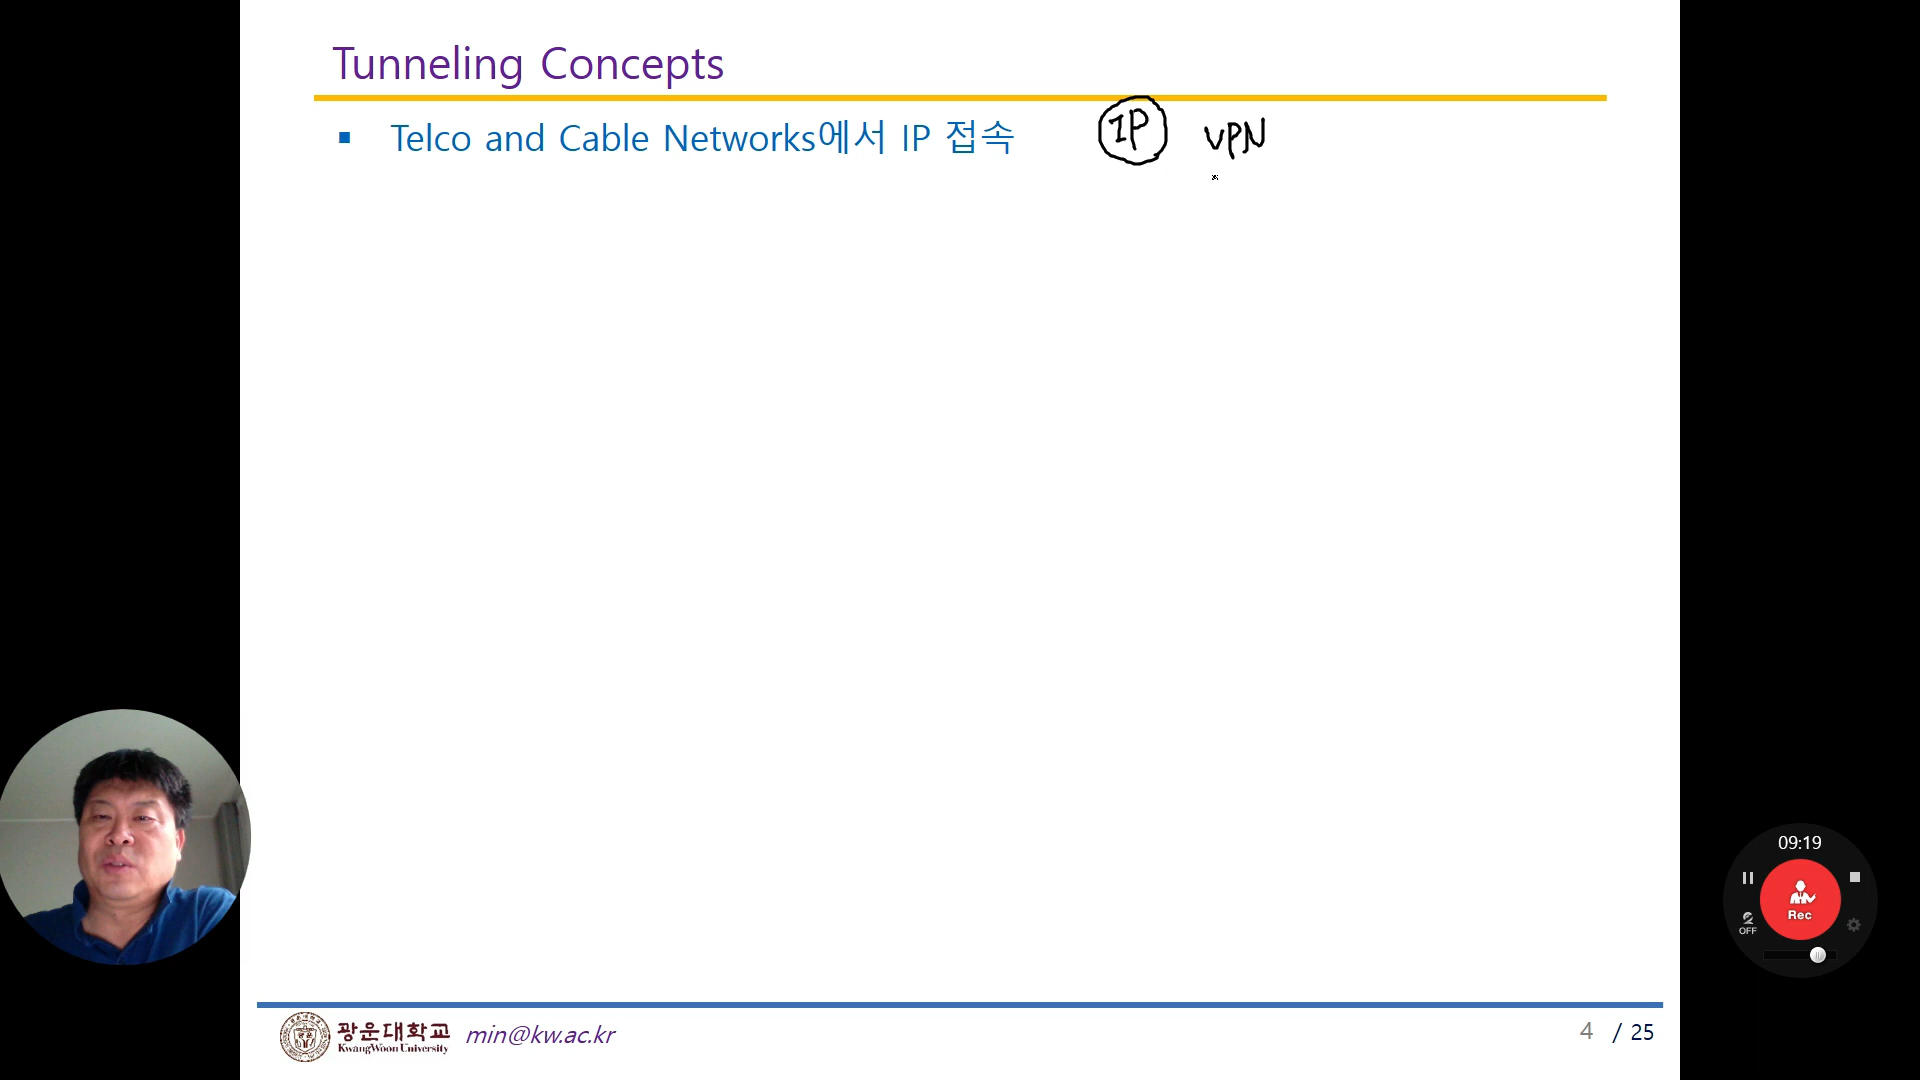 Tunneling Concepts
▪ Telco and Cable Networks에서 IP 접속
IP VPN
09:19
Rec
OFF
광운대학교
KwangWoon University
min@kw.ac.kr
4 / 25